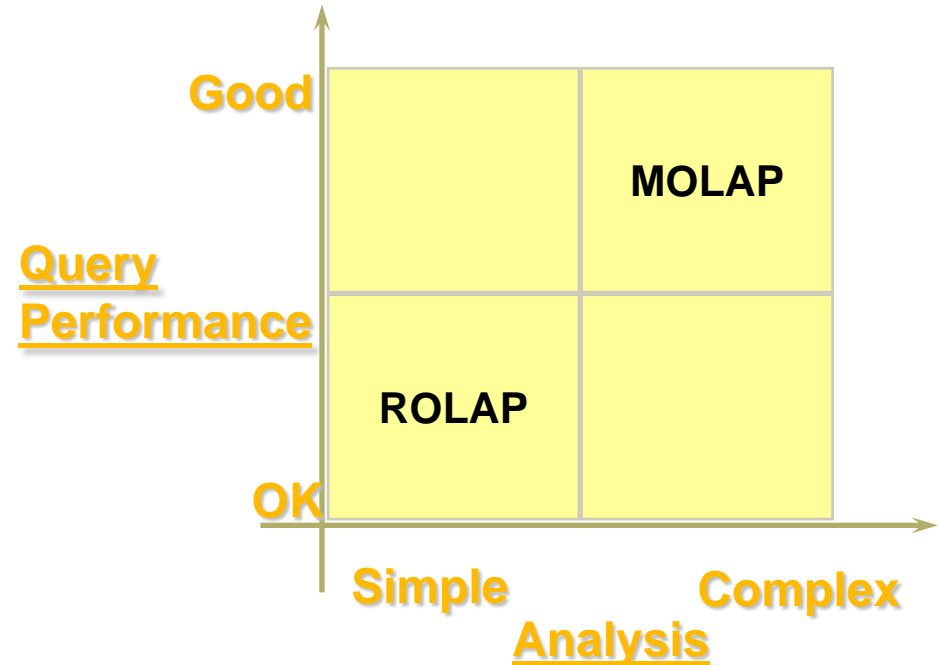 Good
MOLAP
Query
Performance
ROLAP
OK
Simple
Complex
Analysis